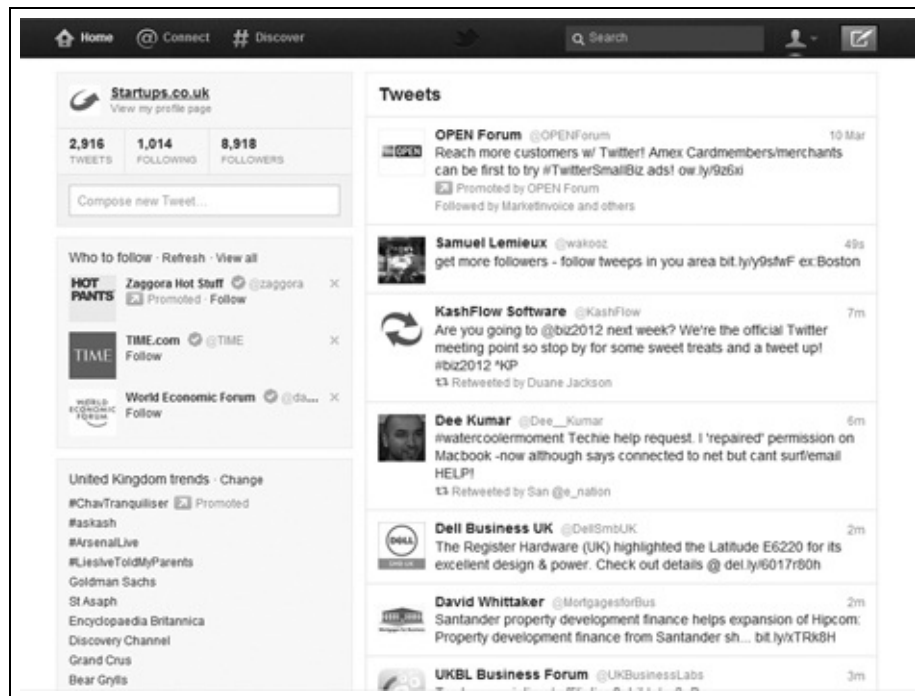 Home
Connect
Discover
Search
Startups.co.uk
View my profile page
2,916
1,014
8,918
TWEETS
FOLLOWING
FOLLOWERS
Compose new Tweet...
Who to follow · Refresh · View all
HOT
PANTS
Zaggora Hot Stuff @zaggora
Promoted · Follow
TIME
TIME.com @TIME
Follow
WORLD
ECONOMIC
FORUM
World Economic Forum @da...
Follow
United Kingdom trends · Change
#ChavTranquiliser Promoted
#askash
#ArsenalLive
#LiesIveToldMyParents
Goldman Sachs
St Asaph
Encyclopaedia Britannica
Discovery Channel
Grand Crus
Bear Grylls
Tweets
OPEN
OPEN Forum @OPENForum 10 Mar
Reach more customers w/ Twitter! Amex Cardmembers/merchants
can be first to try #TwitterSmallBiz ads! ow.ly/9z6xi
Promoted by OPEN Forum
Followed by MarketInvoice and others
Samuel Lemieux @wakooz 49s
get more followers - follow tweeps in you area bit.ly/y9sfwF ex:Boston
KashFlow Software @KashFlow 7m
Are you going to @biz2012 next week? We're the official Twitter
meeting point so stop by for some sweet treats and a tweet up!
#biz2012 ^KP
Retweeted by Duane Jackson
Dee Kumar @Dee__Kumar 6m
#watercoolermoment Techie help request. I 'repaired' permission on
Macbook -now although says connected to net but cant surf/email
HELP!
Retweeted by San @e_nation
DELL
Dell Business UK @DellSmbUK 2m
The Register Hardware (UK) highlighted the Latitude E6220 for its
excellent design & power. Check out details @ del.ly/6017r80h
David Whittaker @MortgagesforBus 2m
Santander property development finance helps expansion of Hipcom:
Property development finance from Santander sh... bit.ly/xTRk8H
UKBL Business Forum @UKBusinessLabs 3m